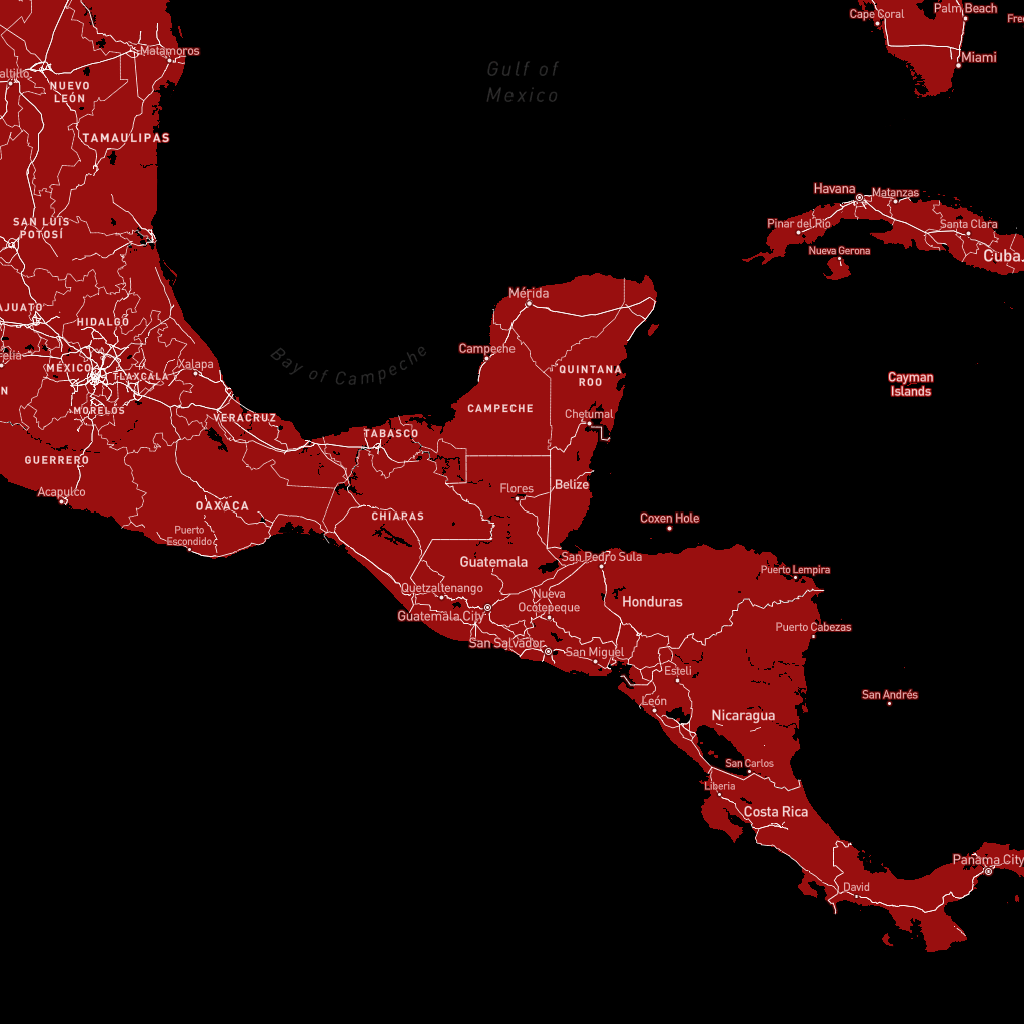 Cape Coral
Palm Beach
Free
Miami
Gulf of
Mexico
Matamoros
altillo
NUEVO
LEÓN
TAMAULIPAS
SAN LUIS
POTOSÍ
Havana
Matanzas
Pinar del Río
Santa Clara
Nueva Gerona
Cuba
AJUATO
HIDALGO
Mérida
relia
MÉXICO
TLAXCALA
Xalapa
Bay of Campeche
Campeche
QUINTANA
ROO
Cayman
Islands
N
MORELOS
VERACRUZ
TABASCO
CAMPECHE
Chetumal
GUERRERO
Acapulco
OAXACA
Puerto
Escondido
CHIAPAS
Flores
Belize
Coxen Hole
Guatemala
San Pedro Sula
Puerto Lempira
Quetzaltenango
Nueva
Ocotepeque
Honduras
Guatemala City
San Salvador
San Miguel
Puerto Cabezas
Esteli
León
Nicaragua
San Andrés
San Carlos
Liberia
Costa Rica
Panama City
David